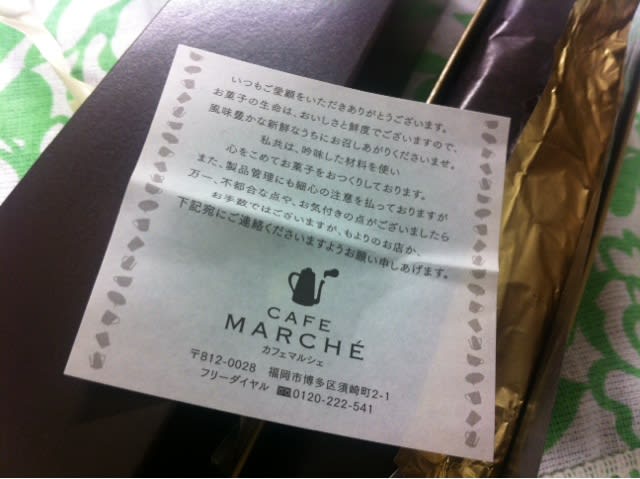 いつもご愛顧をいただきありがとうございます。
お菓子の生命は、おいしさと鮮度でございますので、
風味豊かな新鮮なうちにお召しあがりくださいませ。
私共は、吟味した材料を使い
心をこめてお菓子をおつくりしております。
また、製品管理にも細心の注意を払っておりますが
万一、不都合な点や、お気付きの点がございましたら
お手数ではございますが、もよりのお店か、
下記宛にご連絡くださいますようお願い申しあげます。
CAFE
MARCHÉ
カフェマルシェ
〒812-0028 福岡市博多区須崎町2-1
フリーダイヤル 0120-222-541